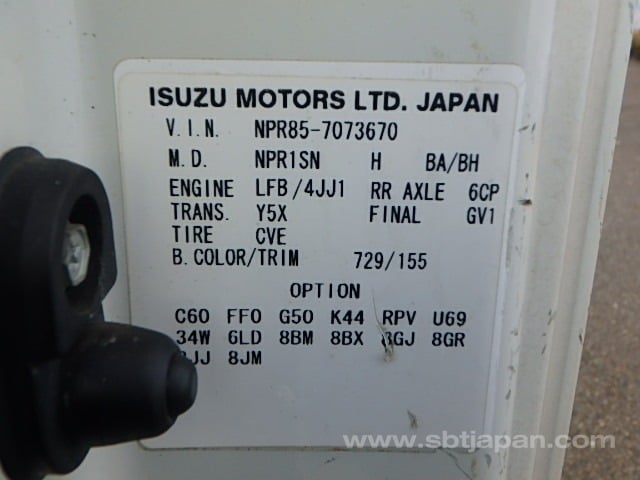 ISUZU MOTORS LTD. JAPAN
V.I.N. NPR85-7073670
M.D. NPR1SN H BA/BH
ENGINE LFB/4JJ1 RR AXLE 6CP
TRANS. Y5X FINAL GV1
TIRE CVE
B.COLOR/TRIM 729/155
OPTION
C60 FF0 G50 K44 RPV U69
34W 6LD 8BM 8BX 8GR
8JM
www.sbtjapan.com